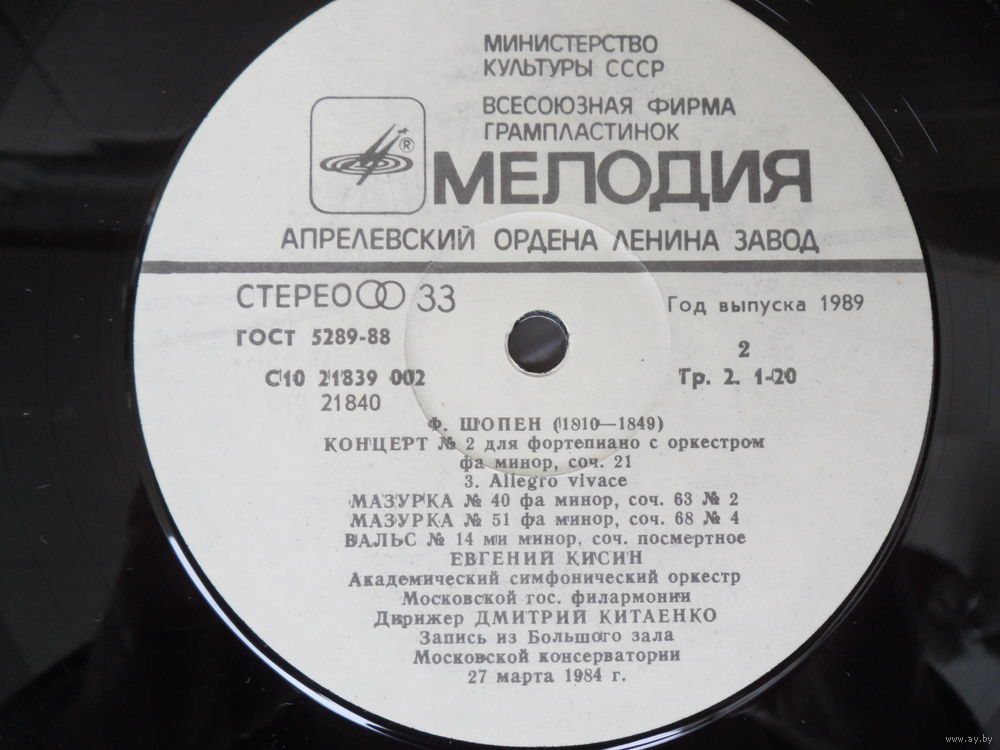 МИНИСТЕРСТВО
КУЛЬТУРЫ СССР
ВСЕСОЮЗНАЯ ФИРМА
ГРАМПЛАСТИНОК
®
МЕЛОДИЯ
АПРЕЛЕВСКИЙ ОРДЕНА ЛЕНИНА ЗАВОД
СТЕРЕО 33
Год выпуска 1989
ГОСТ 5289-88
2
С10 21839 002
Гр. 2. 1-20
21840
Ф. ШОПЕН (1810—1849)
КОНЦЕРТ № 2 для фортепиано с оркестром
фа минор, соч. 21
3. Allegro vivace
МАЗУРКА № 40 фа минор, соч. 63 № 2
МАЗУРКА № 51 фа минор, соч. 68 № 4
ВАЛЬС № 14 ми минор, соч. посмертное
ЕВГЕНИЙ КИСИН
Академический симфонический оркестр
Московской гос. филармонии
Дирижер ДМИТРИЙ КИТАЕНКО
Запись из Большого зала
Московской консерватории
27 марта 1984 г.
www.ay.by